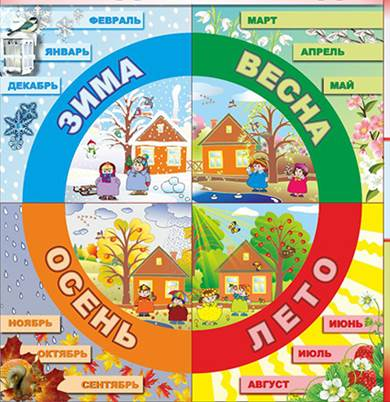 ФЕВРАЛЬ
ЯНВАРЬ
ДЕКАБРЬ
ЗИМА
МАРТ
АПРЕЛЬ
МАЙ
ВЕСНА
ОСЕНЬ
НОЯБРЬ
ОКТЯБРЬ
СЕНТЯБРЬ
ЛЕТО
ИЮНЬ
ИЮЛЬ
АВГУСТ